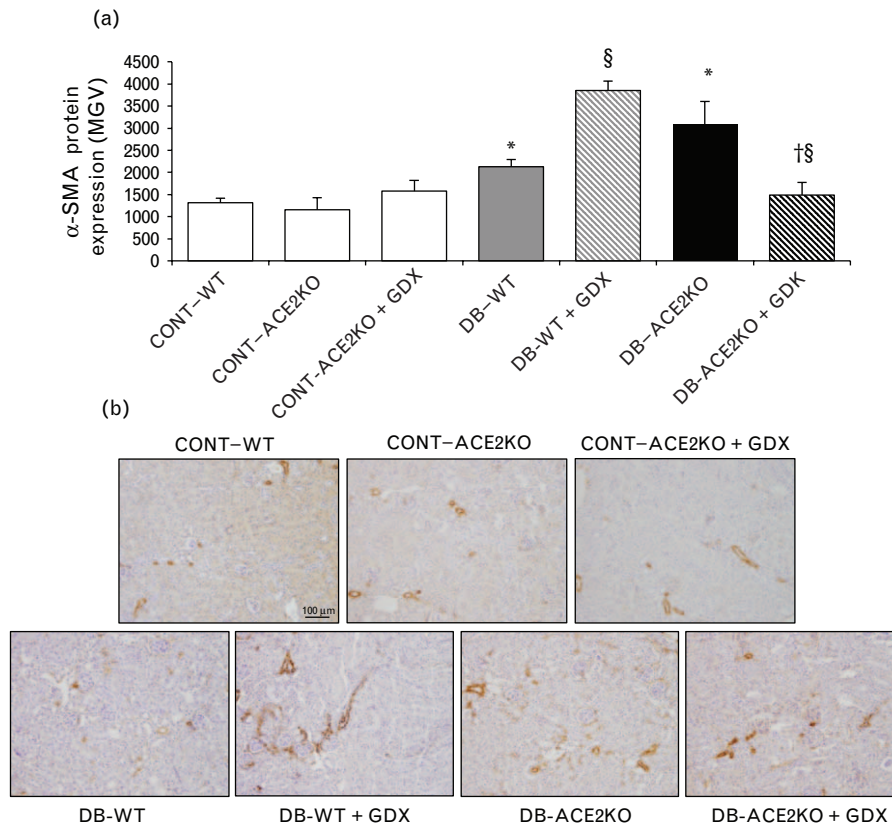 (a)
α-SMA protein
expression (MGV)
4500
4000
3500
3000
2500
2000
1500
1000
500
0
*
§
*
†§
CONT–WT
CONT–ACE2KO
CONT-ACE2KO + GDX
DB–WT
DB-WT + GDX
DB–ACE2KO
DB-ACE2KO + GDK
(b)
CONT–WT
CONT–ACE2KO
CONT–ACE2KO + GDX
100 μm
DB-WT
DB-WT + GDX
DB-ACE2KO
DB-ACE2KO + GDX